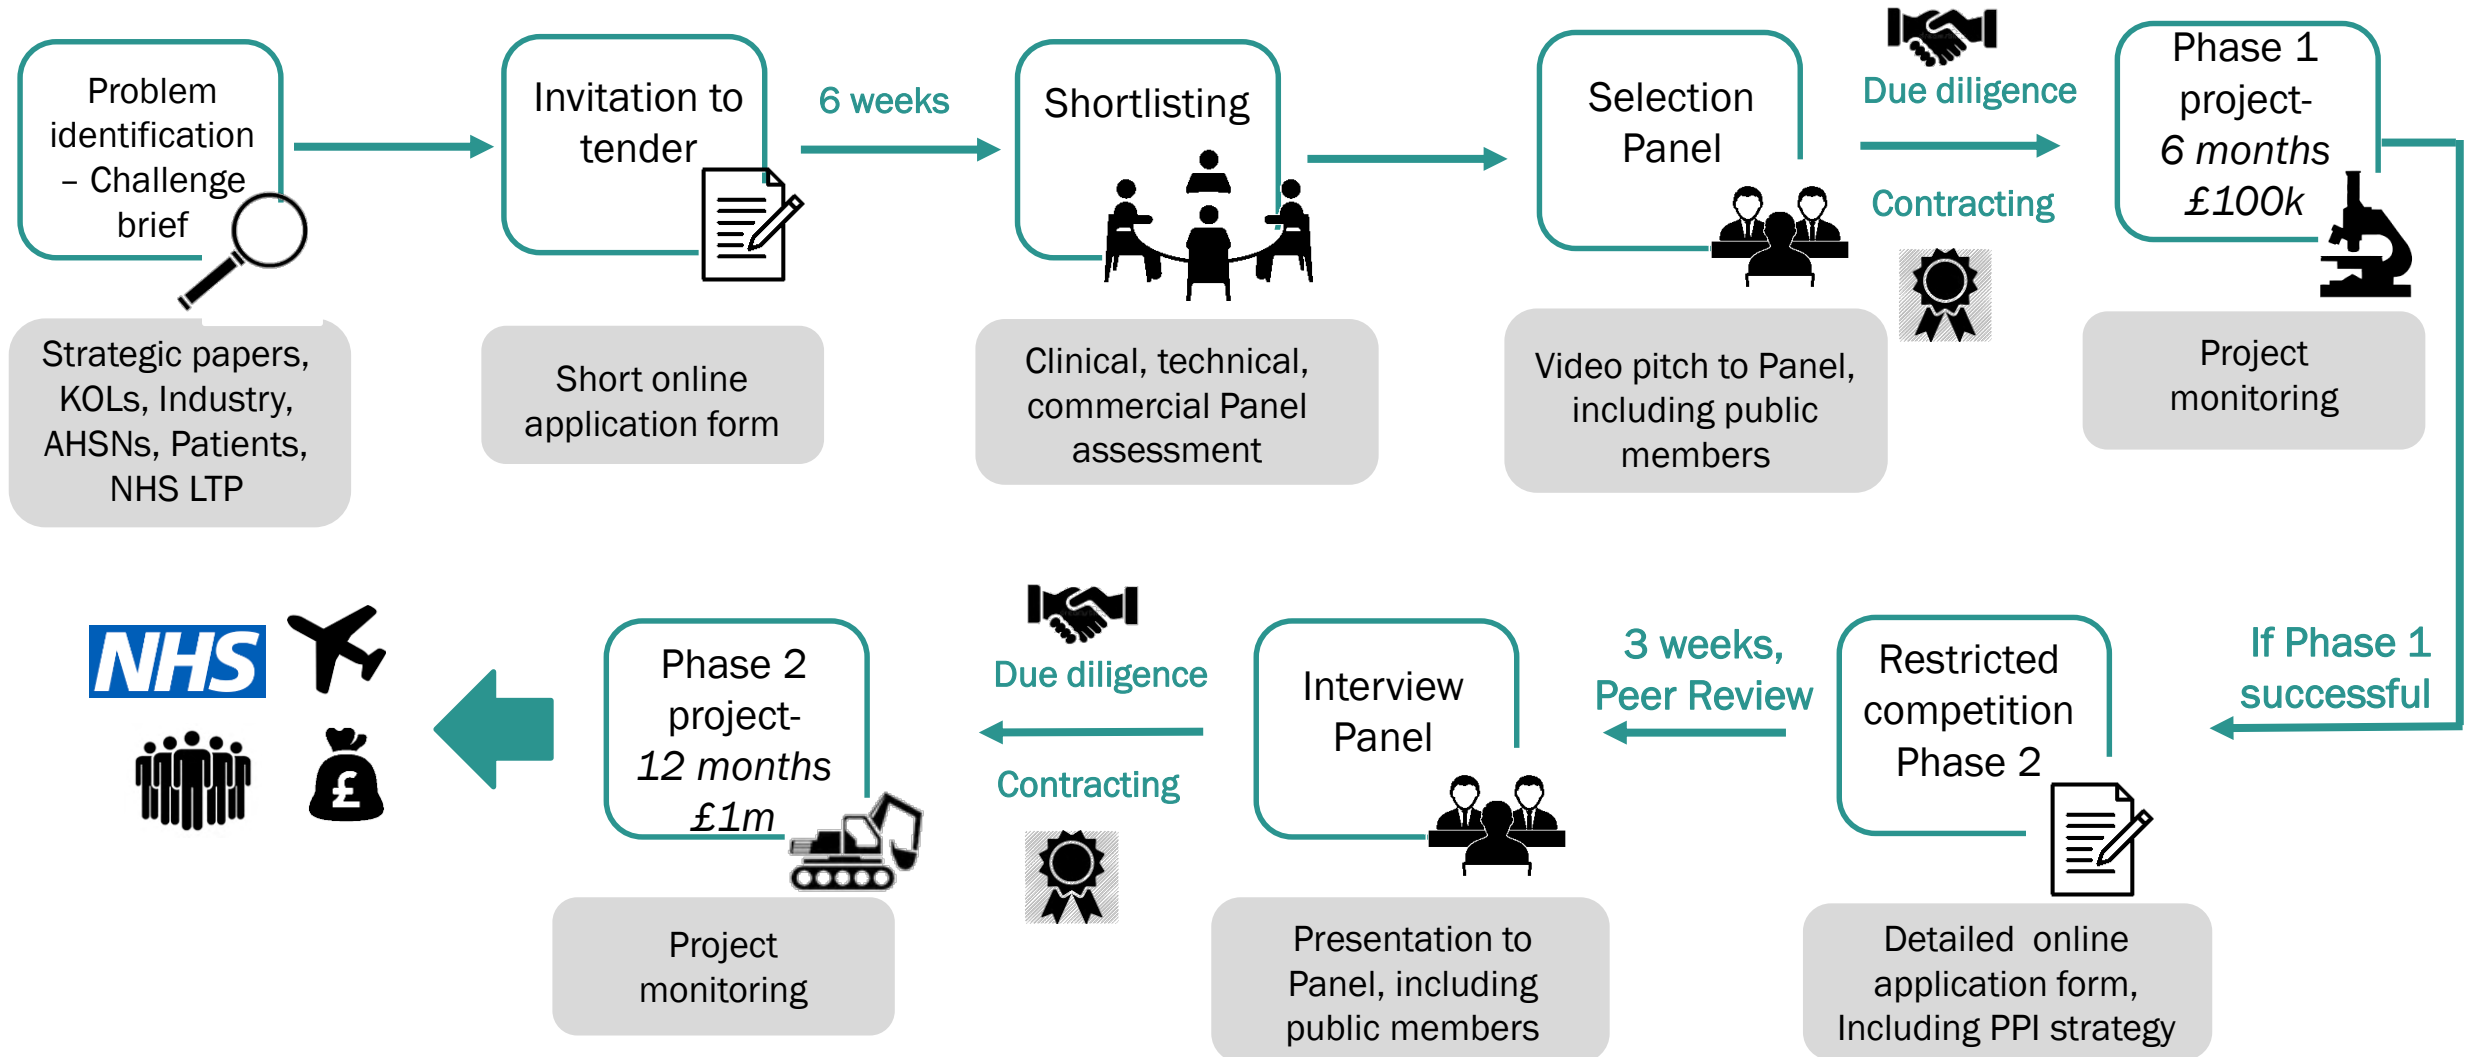 Problem
identification
– Challenge
brief
Strategic papers,
KOLs, Industry,
AHSNs, Patients,
NHS LTP
Invitation to
tender
Short online
application form
6 weeks
Shortlisting
Clinical, technical,
commercial Panel
assessment
Selection
Panel
Video pitch to Panel,
including public
members
Due diligence
Contracting
Phase 1
project-
6 months
£100k
Project
monitoring
If Phase 1
successful
Restricted
competition
Phase 2
Detailed online
application form,
Including PPI strategy
3 weeks,
Peer Review
Interview
Panel
Presentation to
Panel, including
public members
Due diligence
Contracting
Phase 2
project-
12 months
£1m
Project
monitoring
NHS
£